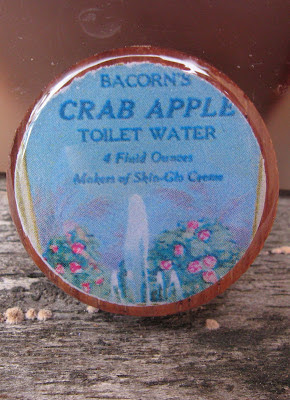 BACORN'S
CRAB APPLE
TOILET WATER
4 Fluid Ounces
Makers of Skin-Glo Creme